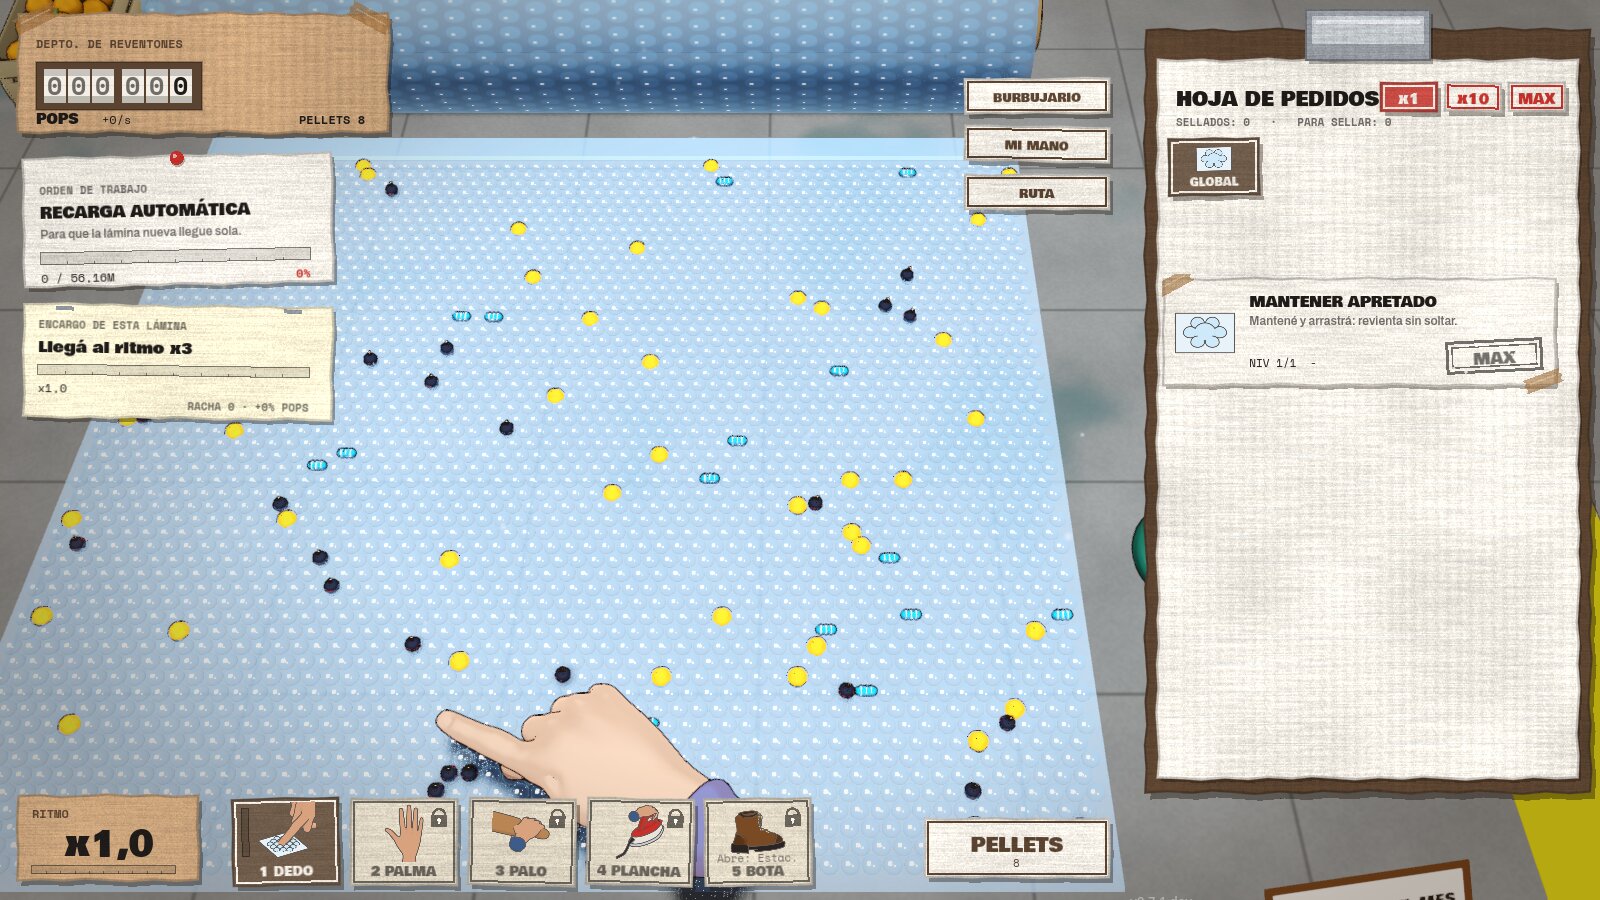 DEPTO. DE REVENTONES
000000
POPS +0/s PELLETS 8
ORDEN DE TRABAJO
RECARGA AUTOMÁTICA
Para que la lámina nueva llegue sola.
0 / 56.16M 0%
ENCARGO DE ESTA LÁMINA
Llegá al ritmo x3
x1.0
RACHA 0 · +0% POPS
BURBUJARIO
MI MANO
RUTA
HOJA DE PEDIDOS x1 x10 MAX
SELLADOS: 0 · PARA SELLAR: 0
GLOBAL
MANTENER APRETADO
Mantené y arrastrá: revienta sin soltar.
NIV 1/1 -
MAX
RITMO
x1,0
1 DEDO
2 PALMA
3 PALO
4 PLANCHA
Abre: Estac.
5 BOTA
PELLETS
8